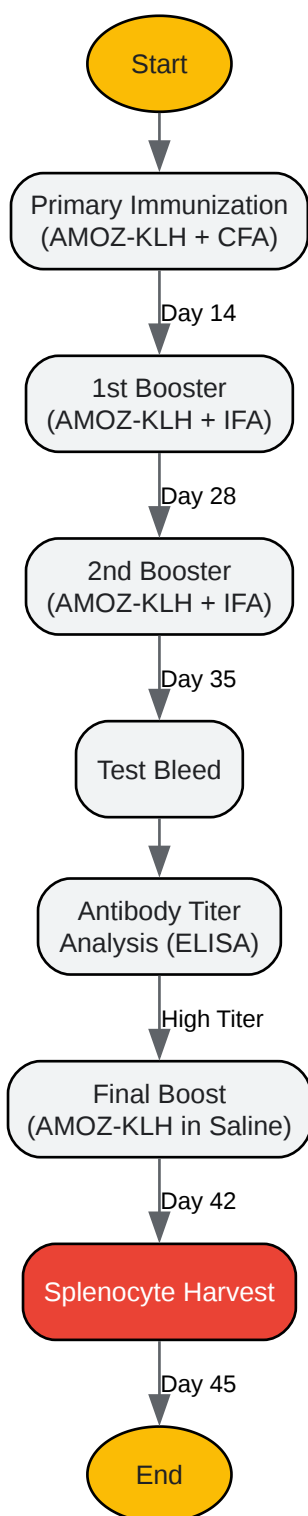 Start
Primary Immunization
(AMOZ-KLH + CFA)
Day 14
1st Booster
(AMOZ-KLH + IFA)
Day 28
2nd Booster
(AMOZ-KLH + IFA)
Day 35
Test Bleed
Antibody Titer
Analysis (ELISA)
High Titer
Final Boost
(AMOZ-KLH in Saline)
Day 42
Splenocyte Harvest
Day 45
End